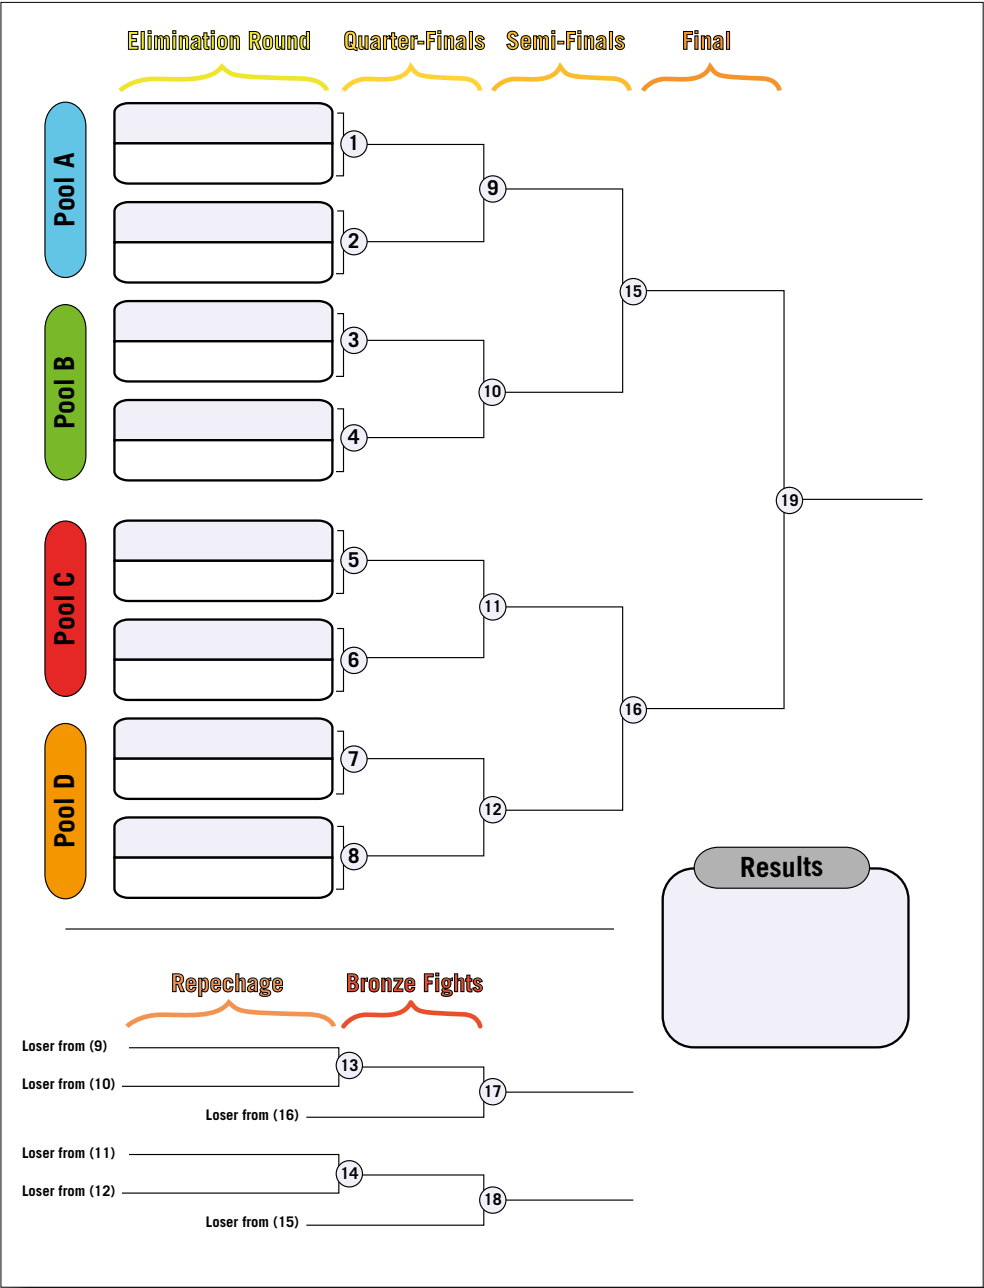 Elimination Round Quarter-Finals Semi-Finals Final
Pool A
1
9
2
15
Pool B
3
10
4
19
Pool C
5
11
6
16
Pool D
7
12
8
Results
Repechage Bronze Fights
Loser from (9)
13
Loser from (10)
17
Loser from (16)
Loser from (11)
14
Loser from (12)
18
Loser from (15)